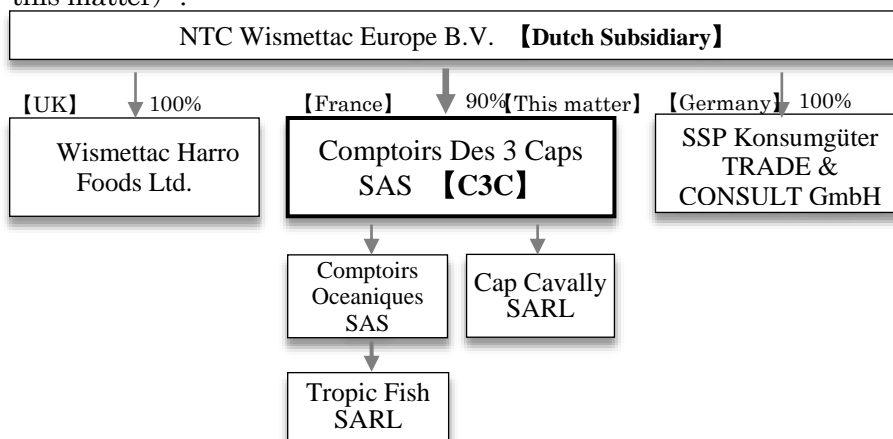 this matter) .
NTC Wismettac Europe B.V. 【Dutch Subsidiary】
【UK】 100%
【France】 90% 【This matter】
【Germany】 100%
Wismettac Harro
Foods Ltd.
Comptoirs Des 3 Caps
SAS 【C3C】
SSP Konsumgüter
TRADE &
CONSULT GmbH
Comptoirs
Oceaniques
SAS
Cap Cavally
SARL
Tropic Fish
SARL